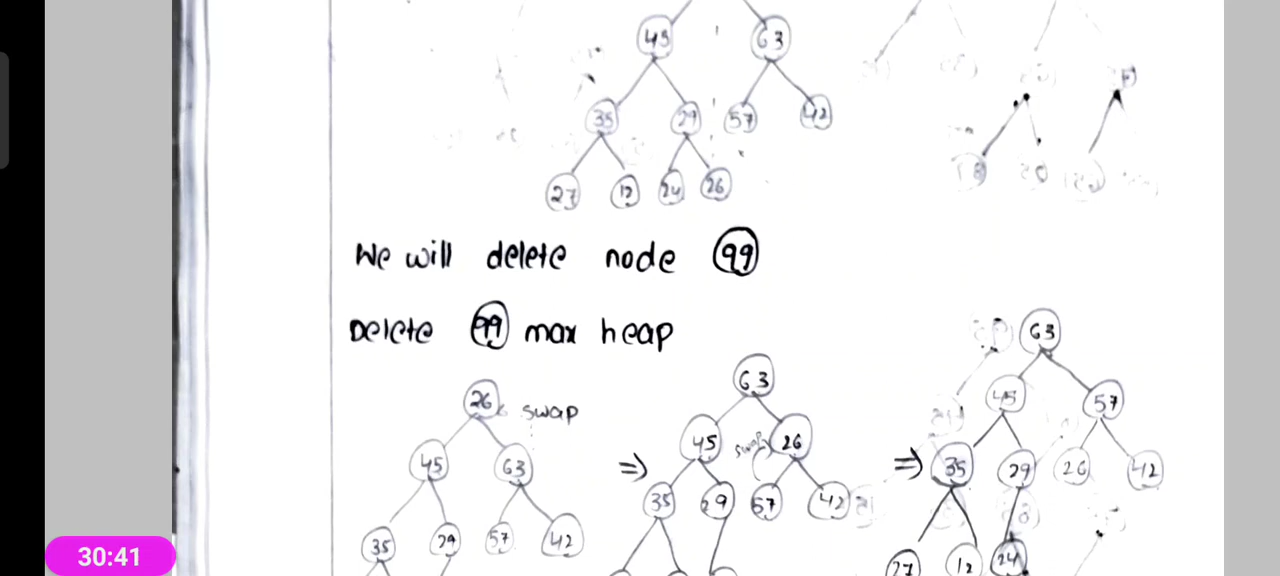 45 63
35 29 57 42
27 12 24 26
We will delete node 99
Delete 99 max heap
26 swap
45 63
35 29 57 42
63
45 swap 26
35 29 57 42
63
45 57
35 29 26 42
27 12 24
30:41